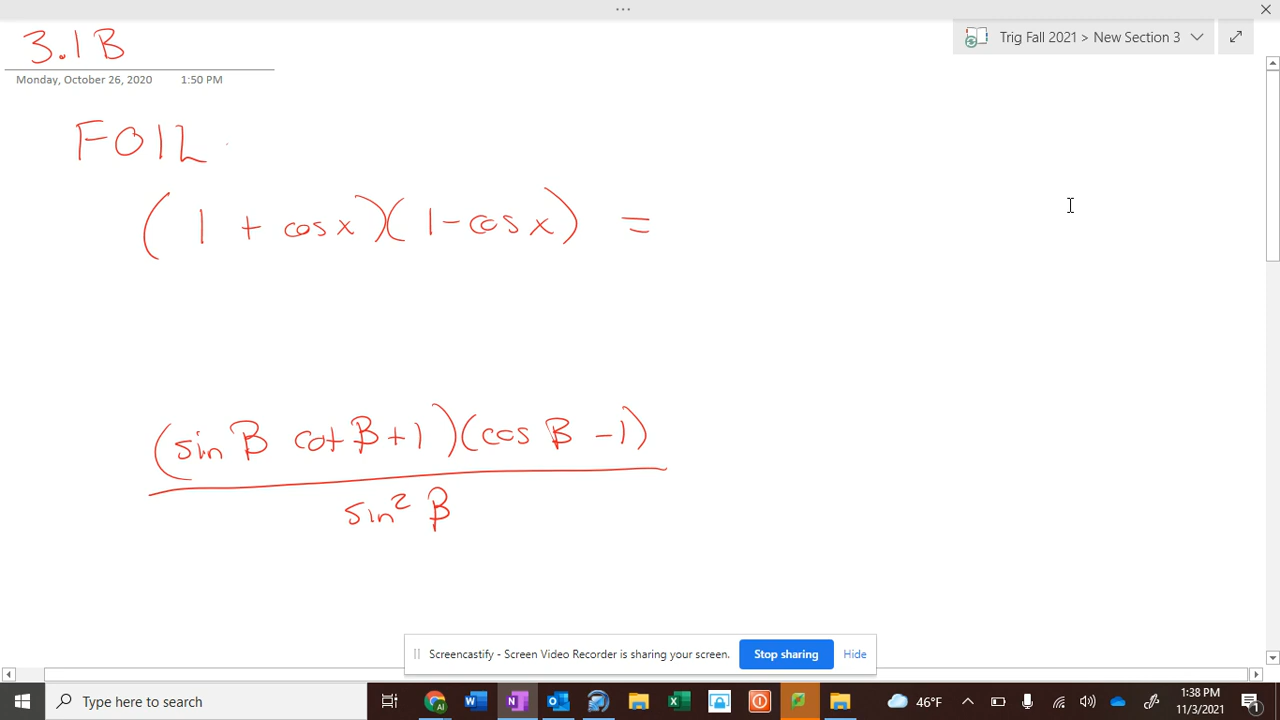 3.1B
Trig Fall 2021 > New Section 3
Monday, October 26, 2020 1:50 PM
FOIL
(1 + cos x)(1 - cos x) =
(sin β cot β + 1)(cos β - 1)
sin² β
Screencastify - Screen Video Recorder is sharing your screen.
Stop sharing
Hide
Type here to search
46°F
1:38 PM
11/3/2021